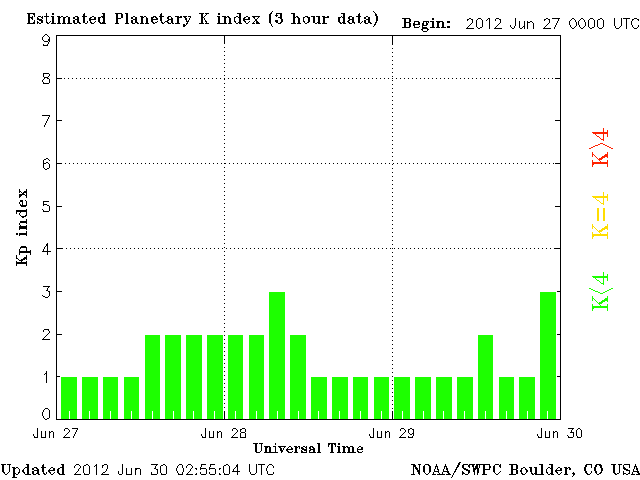 Estimated Planetary K index (3 hour data) Begin: 2012 Jun 27 0000 UTC
9
8
7
6
5
4
3
2
1
0
Kp index
K>4
K=4
K<4
Jun 27 Jun 28 Jun 29 Jun 30
Universal Time
Updated 2012 Jun 30 02:55:04 UTC NOAA/SWPC Boulder, CO USA